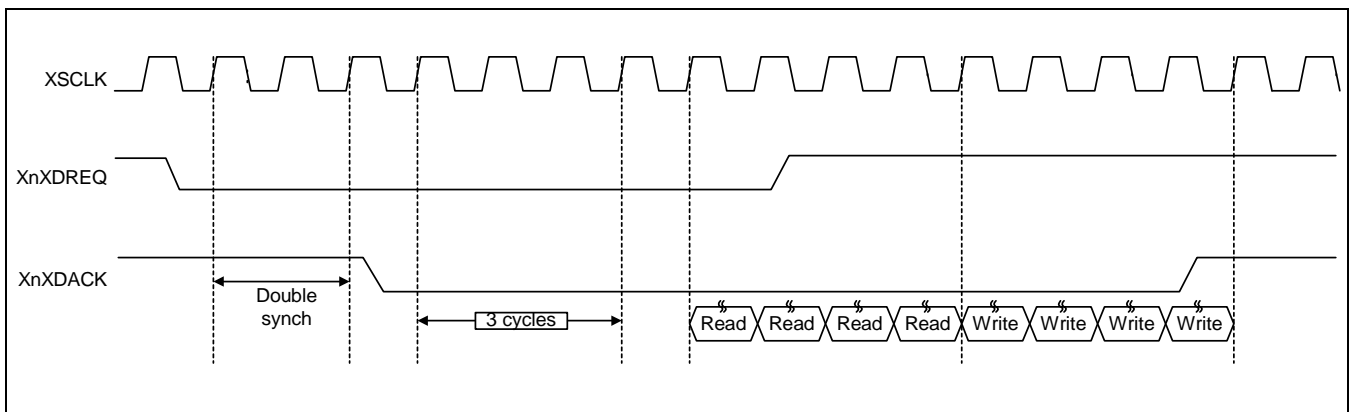 XSCLK
XnXDREQ
XnXDACK
Double
synch
3 cycles
Read Read Read Read Write Write Write Write